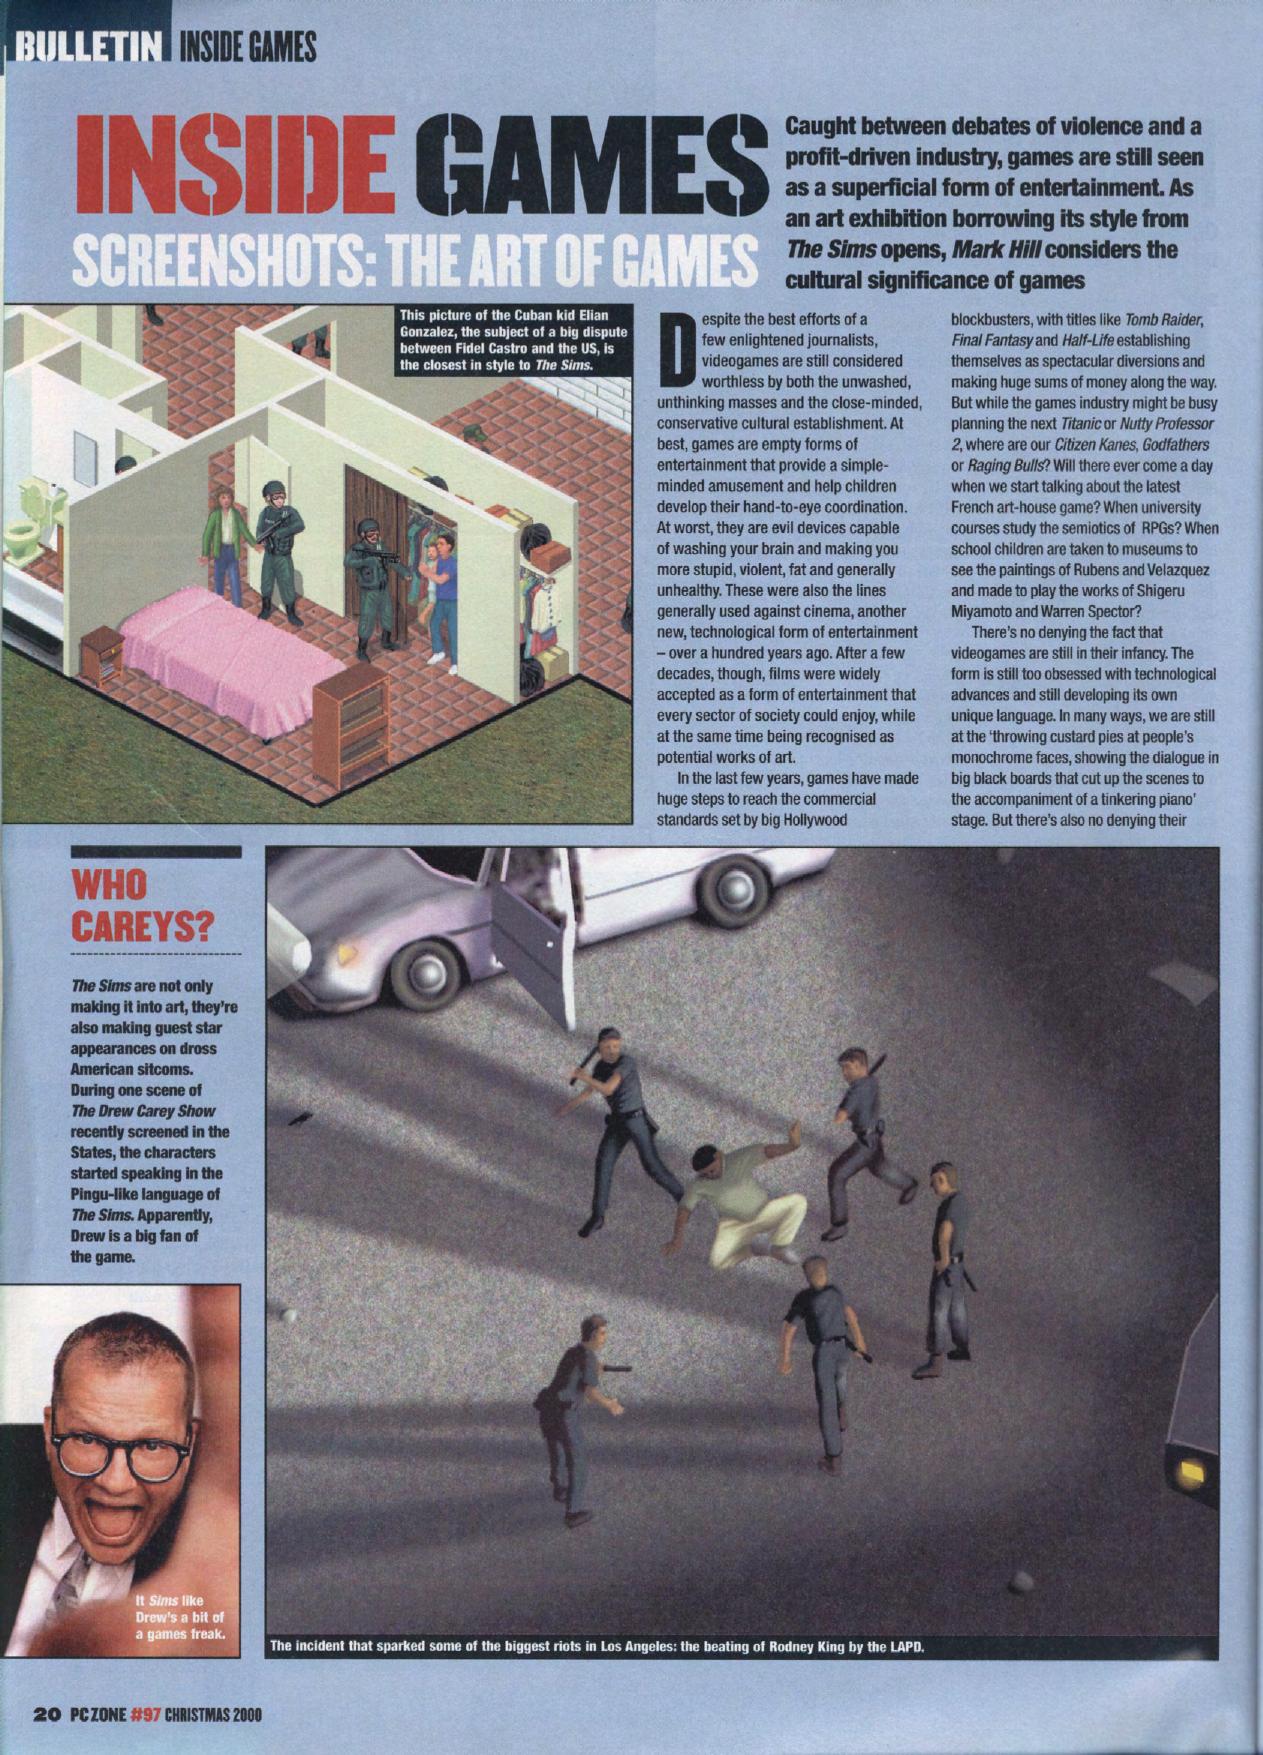 BULLETIN INSIDE GAMES
INSIDE GAMES
SCREENSHOTS: THE ART OF GAMES
Caught between debates of violence and a
profit-driven industry, games are still seen
as a superficial form of entertainment. As
an art exhibition borrowing its style from
The Sims opens, Mark Hill considers the
cultural significance of games
This picture of the Cuban kid Elian
Gonzalez, the subject of a big dispute
between Fidel Castro and the US, is
the closest in style to The Sims.
Despite the best efforts of a
few enlightened journalists,
videogames are still considered
worthless by both the unwashed,
unthinking masses and the close-minded,
conservative cultural establishment. At
best, games are empty forms of
entertainment that provide a simple-
minded amusement and help children
develop their hand-to-eye coordination.
At worst, they are evil devices capable
of washing your brain and making you
more stupid, violent, fat and generally
unhealthy. These were also the lines
generally used against cinema, another
new, technological form of entertainment
– over a hundred years ago. After a few
decades, though, films were widely
accepted as a form of entertainment that
every sector of society could enjoy, while
at the same time being recognised as
potential works of art.
In the last few years, games have made
huge steps to reach the commercial
standards set by big Hollywood
blockbusters, with titles like Tomb Raider,
Final Fantasy and Half-Life establishing
themselves as spectacular diversions and
making huge sums of money along the way.
But while the games industry might be busy
planning the next Titanic or Nutty Professor
2, where are our Citizen Kanes, Godfathers
or Raging Bulls? Will there ever come a day
when we start talking about the latest
French art-house game? When university
courses study the semiotics of RPGs? When
school children are taken to museums to
see the paintings of Rubens and Velazquez
and made to play the works of Shigeru
Miyamoto and Warren Spector?
There's no denying the fact that
videogames are still in their infancy. The
form is still too obsessed with technological
advances and still developing its own
unique language. In many ways, we are still
at the 'throwing custard pies at people's
monochrome faces, showing the dialogue in
big black boards that cut up the scenes to
the accompaniment of a tinkering piano'
stage. But there's also no denying their
WHO
CAREYS?
The Sims are not only
making it into art, they're
also making guest star
appearances on dross
American sitcoms.
During one scene of
The Drew Carey Show
recently screened in the
States, the characters
started speaking in the
Pingu-like language of
The Sims. Apparently,
Drew is a big fan of
the game.
It Sims like
Drew's a bit of
a games freak.
The incident that sparked some of the biggest riots in Los Angeles: the beating of Rodney King by the LAPD.
20 PCZONE #97 CHRISTMAS 2000